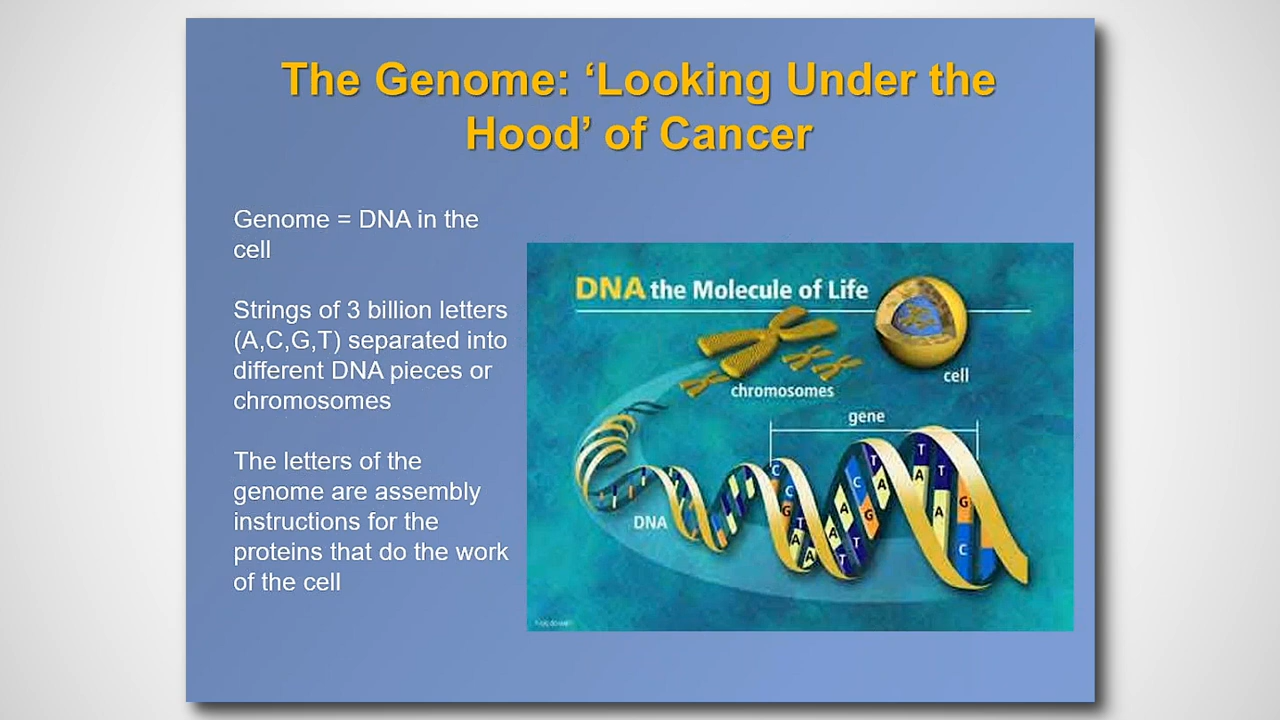 The Genome: ‘Looking Under the
Hood’ of Cancer
Genome = DNA in the
cell
Strings of 3 billion letters
(A,C,G,T) separated into
different DNA pieces or
chromosomes
The letters of the
genome are assembly
instructions for the
proteins that do the work
of the cell
DNA the Molecule of Life
cell
chromosomes
gene
DNA
C
C
G
T
A
A
A
A
T
C
G
T
A
T
A
T
A
G
C